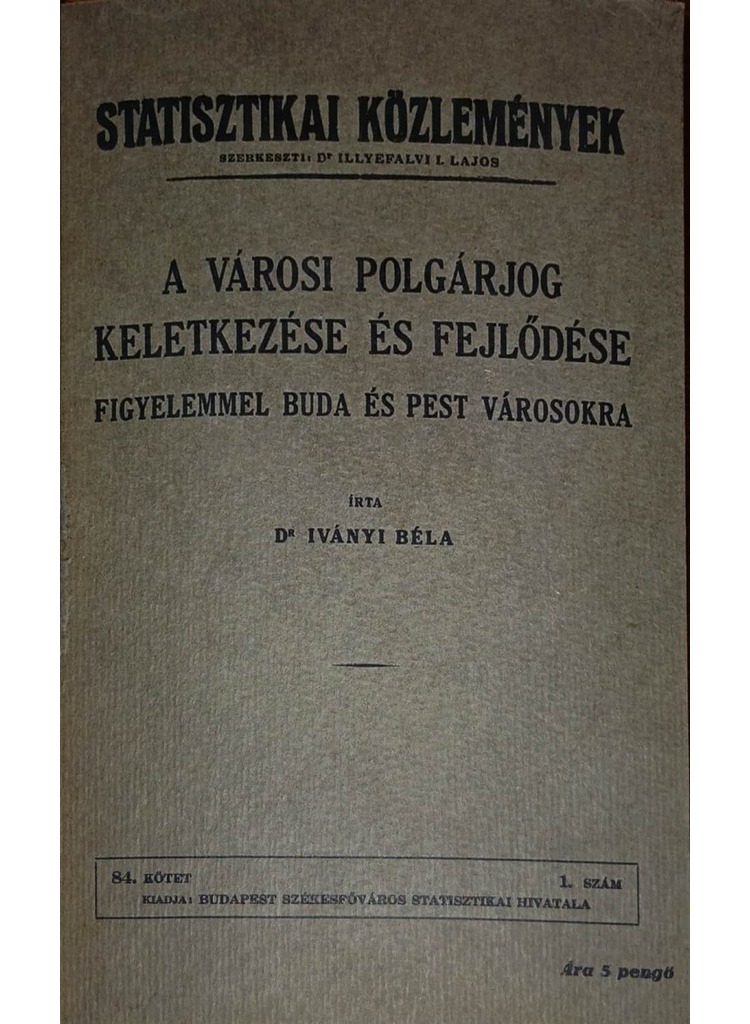 STATISZTIKAI KÖZLEMÉNYEK
SZERKESZTI: Dr ILLYEFALVI I. LAJOS
A VÁROSI POLGÁRJOG
KELETKEZÉSE ÉS FEJLŐDÉSE
FIGYELEMMEL BUDA ÉS PEST VÁROSOKRA
ÍRTA
DR IVÁNYI BÉLA
84. KÖTET 1. SZÁM
KIADJA: BUDAPEST SZÉKESFŐVÁROS STATISZTIKAI HIVATALA
Ára 5 pengő